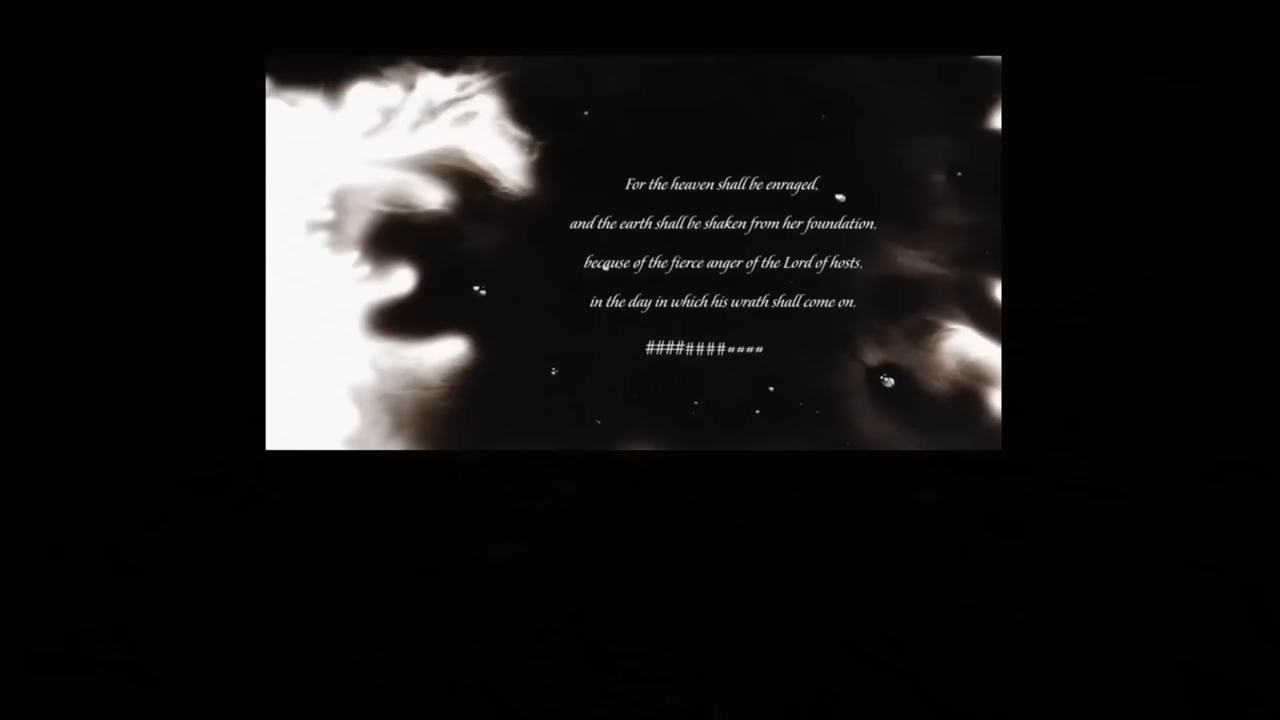 For the heaven shall be enraged,
and the earth shall be shaken from her foundation,
because of the fierce anger of the Lord of hosts,
in the day in which his wrath shall come on.
############